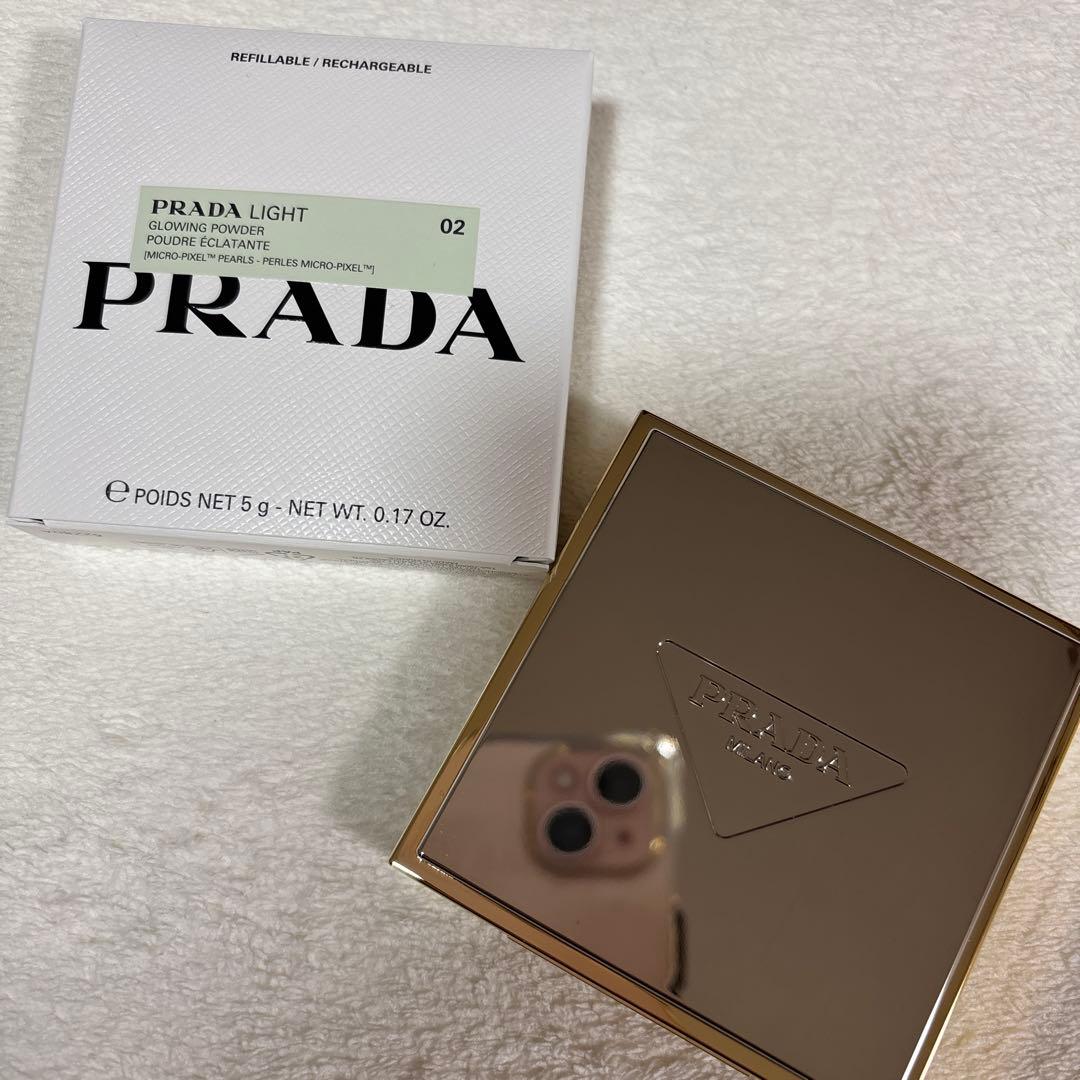 REFILLABLE / RECHARGEABLE
PRADA LIGHT
02
GLOWING POWDER
POUDRE ÉCLATANTE
[MICRO-PIXEL™ PEARLS - PERLES MICRO-PIXEL™]
PRADA
℮ POIDS NET 5 g - NET WT. 0.17 OZ.
PRADA
MILANO